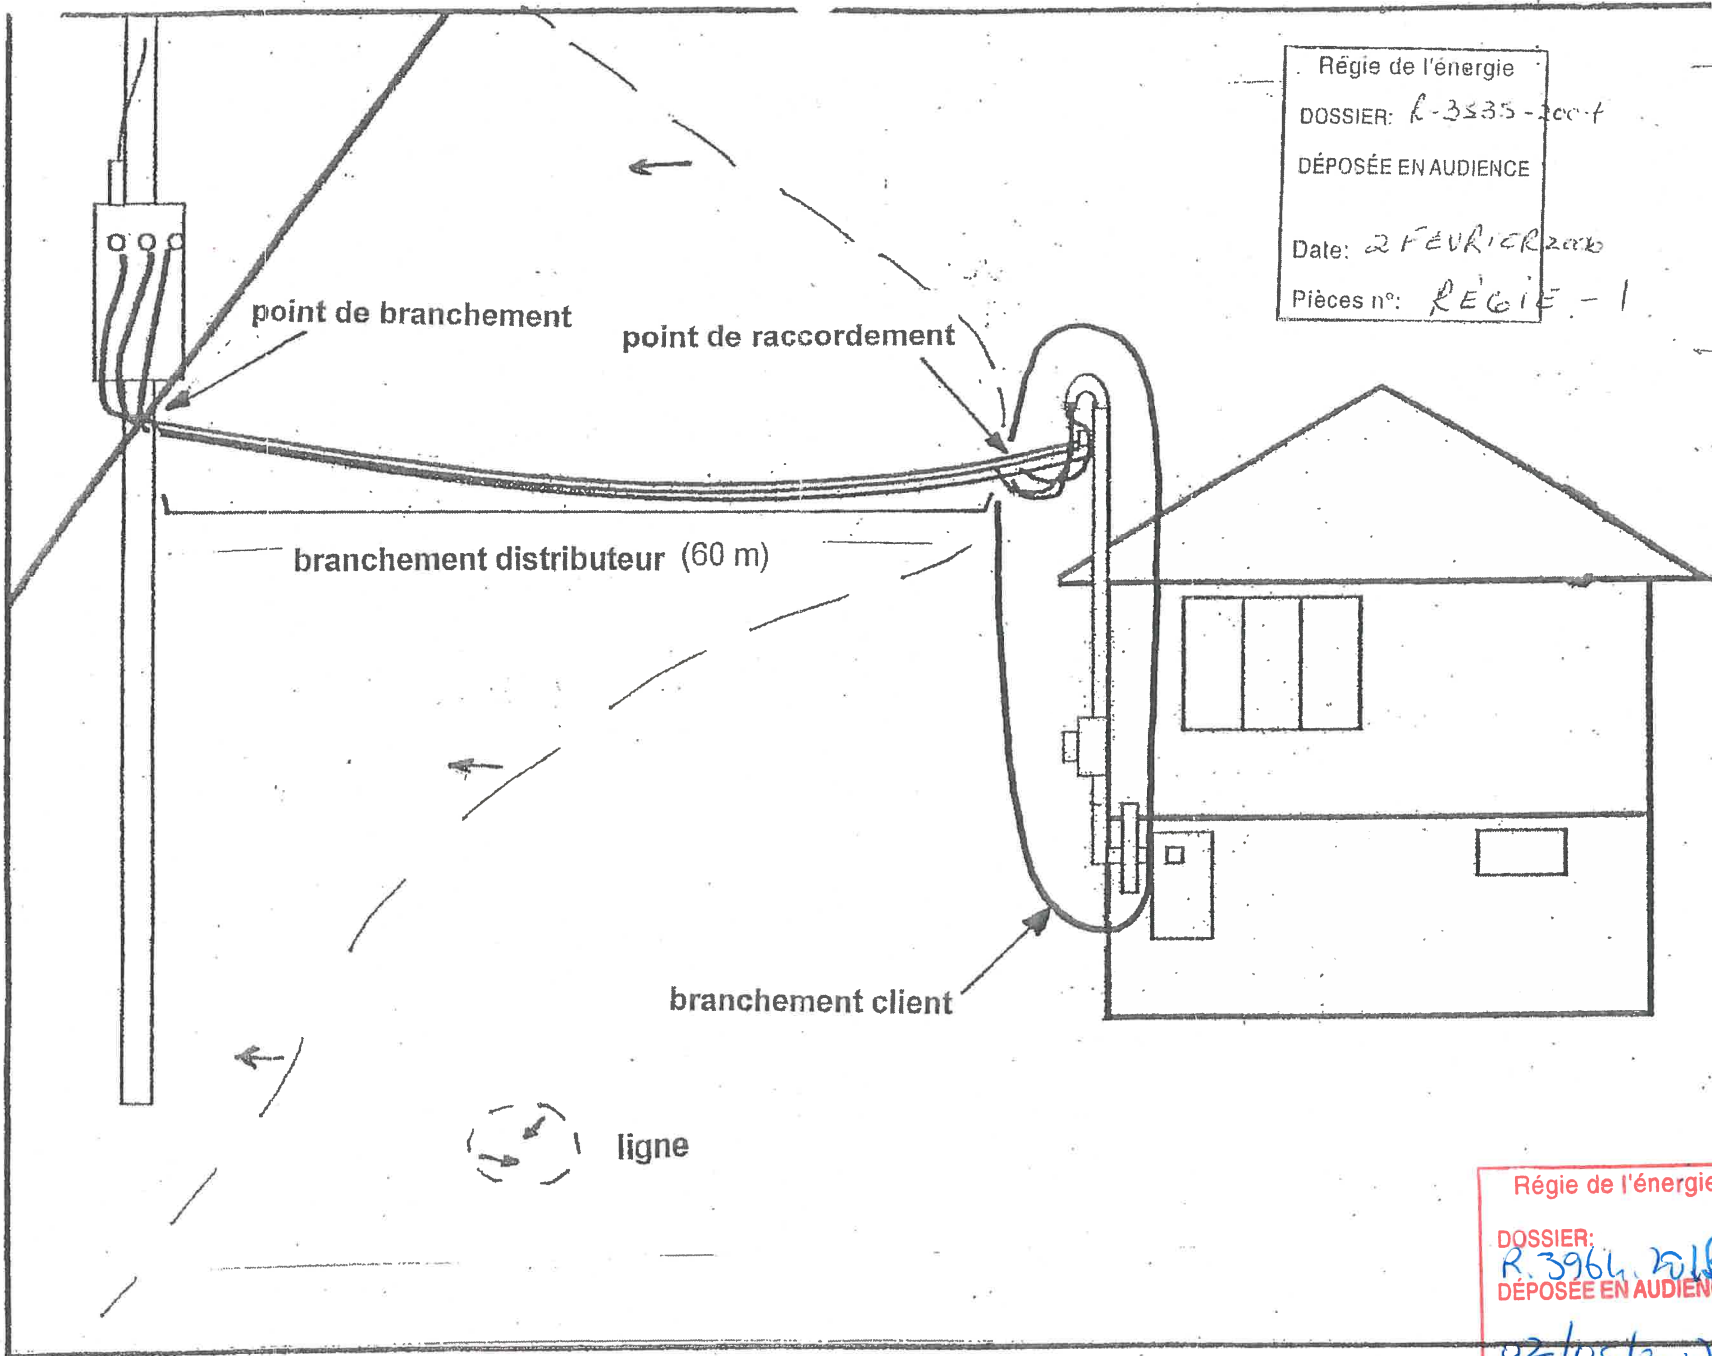 Régie de l'énergie
DOSSIER: R-3535-2004
DÉPOSÉE EN AUDIENCE
Date: 2 FÉVRIER 2006
Pièces nº: RÉGIE - 1
point de branchement
point de raccordement
branchement distributeur (60 m)
branchement client
ligne
Régie de l'énergie
DOSSIER:
R. 3964.
DÉPOSÉE EN AUDIEN